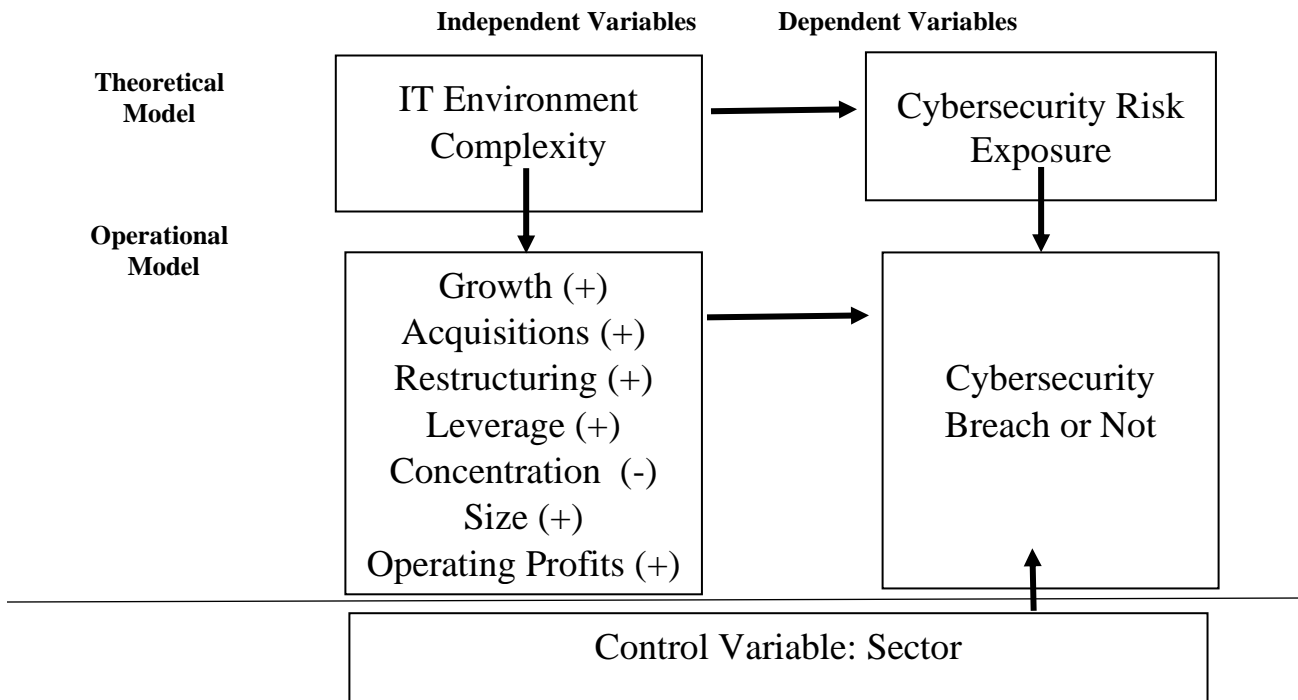 Independent Variables
Dependent Variables
Theoretical
Model
IT Environment
Complexity
Cybersecurity Risk
Exposure
Operational
Model
Growth (+)
Acquisitions (+)
Restructuring (+)
Leverage (+)
Concentration (-)
Size (+)
Operating Profits (+)
Cybersecurity
Breach or Not
Control Variable: Sector